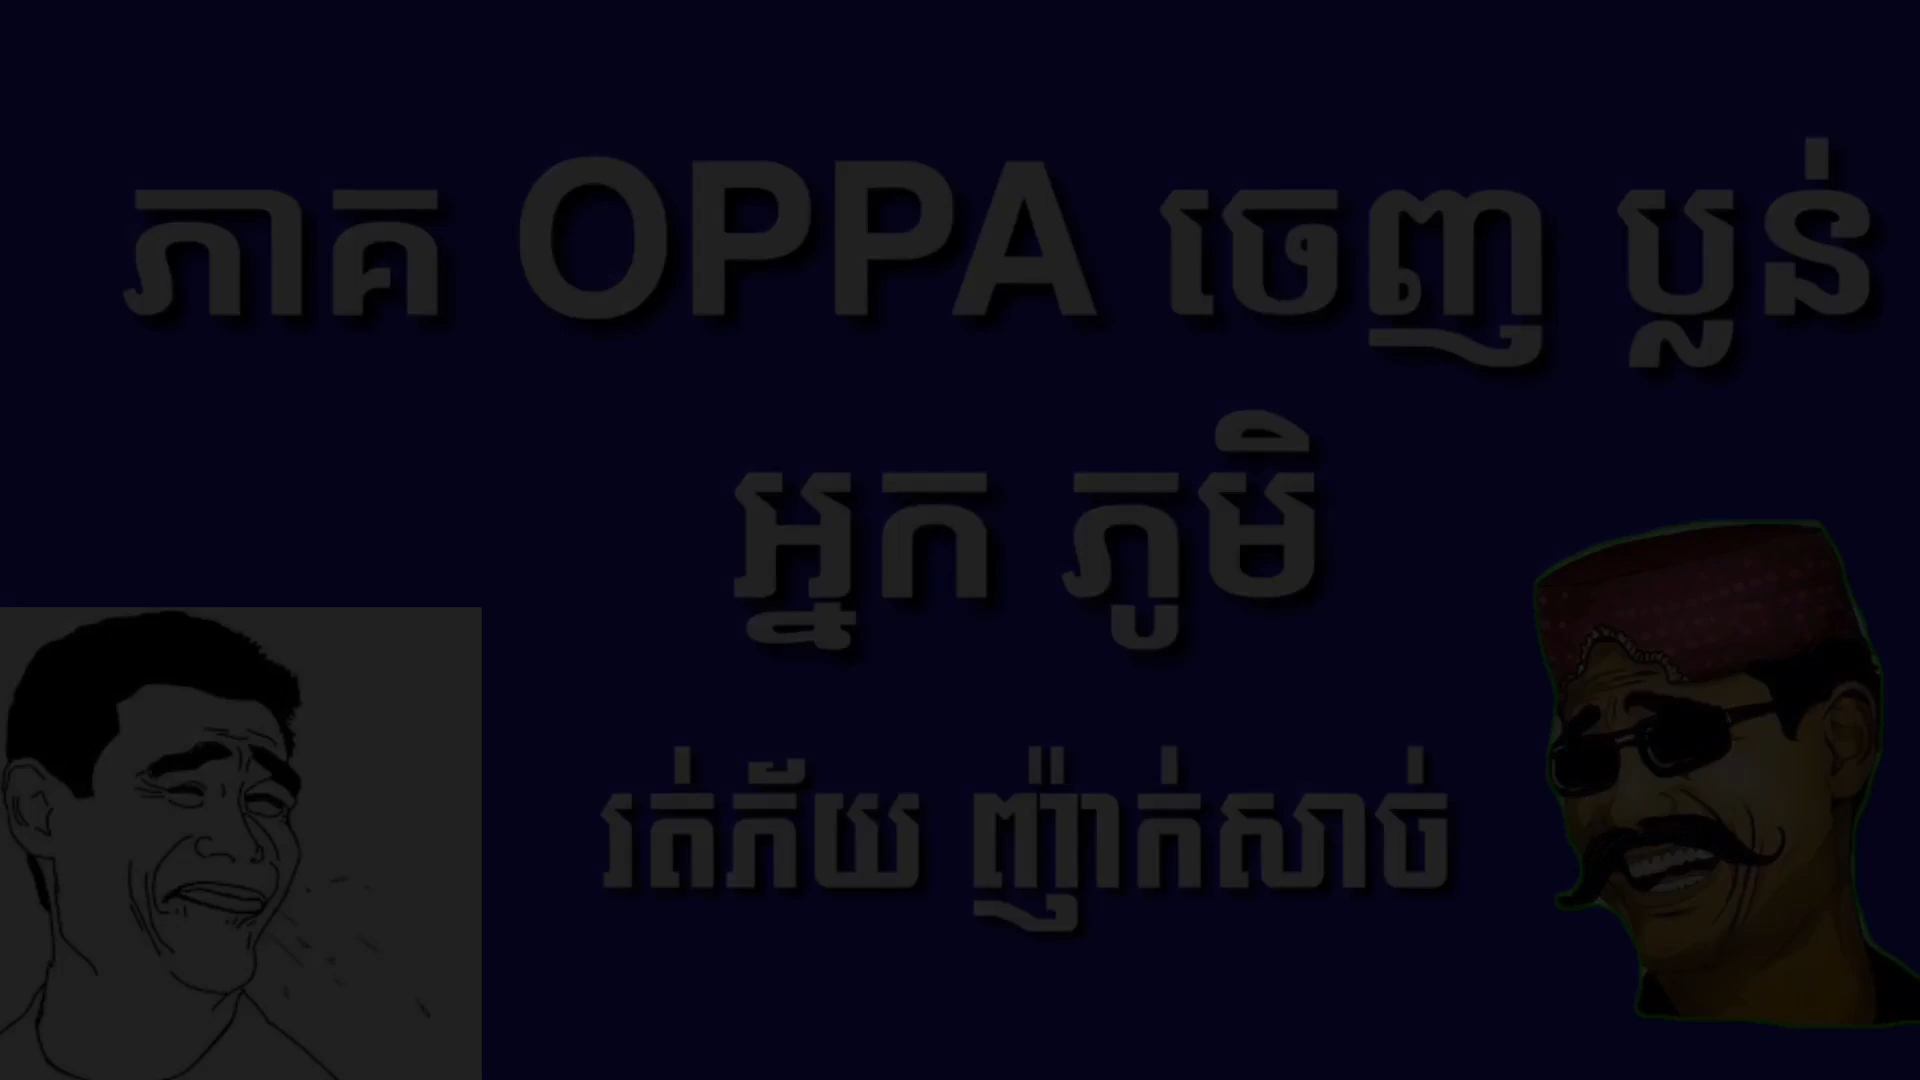 ភាគ OPPA ចេញ ប្លន់
អ្នក ភូមិ
រត់ភ័យ ញ៉ាក់សាច់